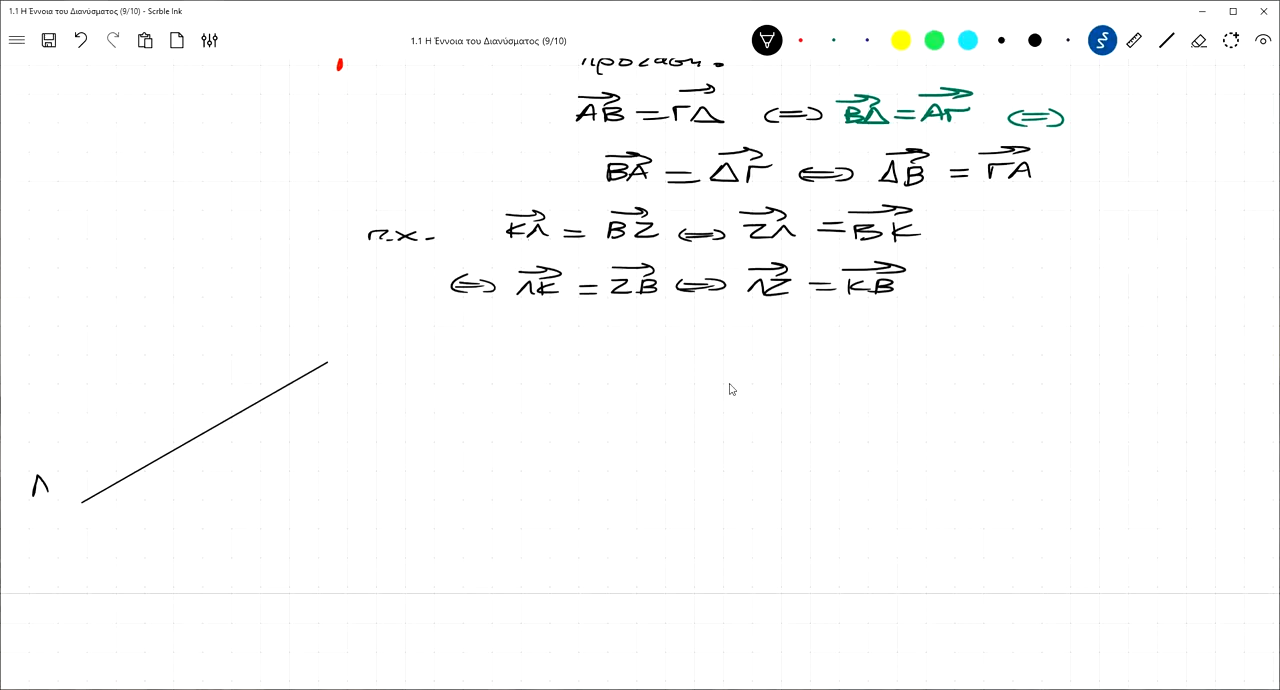 1.1 Η Έννοια του Διανύσματος (9/10) - Scrble Ink
1.1 Η Έννοια του Διανύσματος (9/10)
πρόταση.
AB⃗ = ΓΔ⃗ <=> BΔ⃗ = AΓ⃗ <=>
BA⃗ = ΔΓ⃗ <=> ΔB⃗ = ΓA⃗
π.χ. KΛ⃗ = BZ⃗ <=> ZΛ⃗ = BK⃗
<=> ΛK⃗ = ZB⃗ <=> ΛZ⃗ = KB⃗
Λ